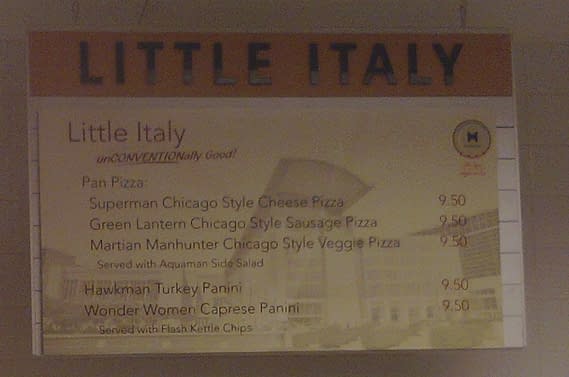 LITTLE ITALY
Little Italy
unCONVENTIONally Good!
Pan Pizza:
Superman Chicago Style Cheese Pizza 9.50
Green Lantern Chicago Style Sausage Pizza 9.50
Martian Manhunter Chicago Style Veggie Pizza 9.50
Served with Aquaman Side Salad
Hawkman Turkey Panini 9.50
Wonder Women Caprese Panini 9.50
Served with Flash Kettle Chips